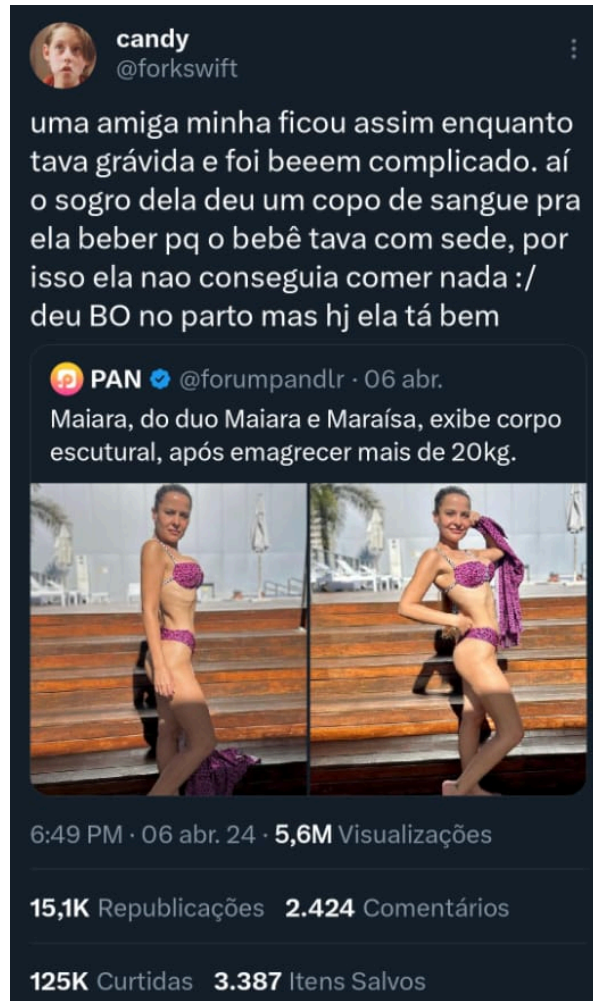 candy
@forkswift
uma amiga minha ficou assim enquanto
tava grávida e foi beeem complicado. aí
o sogro dela deu um copo de sangue pra
ela beber pq o bebê tava com sede, por
isso ela nao conseguia comer nada :/
deu BO no parto mas hj ela tá bem
PAN @forumpandlr · 06 abr.
Maiara, do duo Maiara e Maraísa, exibe corpo
escutural, após emagrecer mais de 20kg.
6:49 PM · 06 abr. 24 · 5,6M Visualizações
15,1K Republicações 2.424 Comentários
125K Curtidas 3.387 Itens Salvos